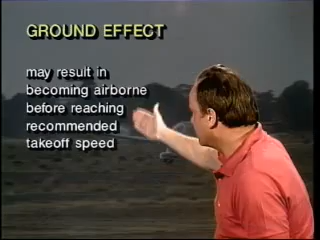 GROUND EFFECT
may result in
becoming airborne
before reaching
recommended
takeoff speed